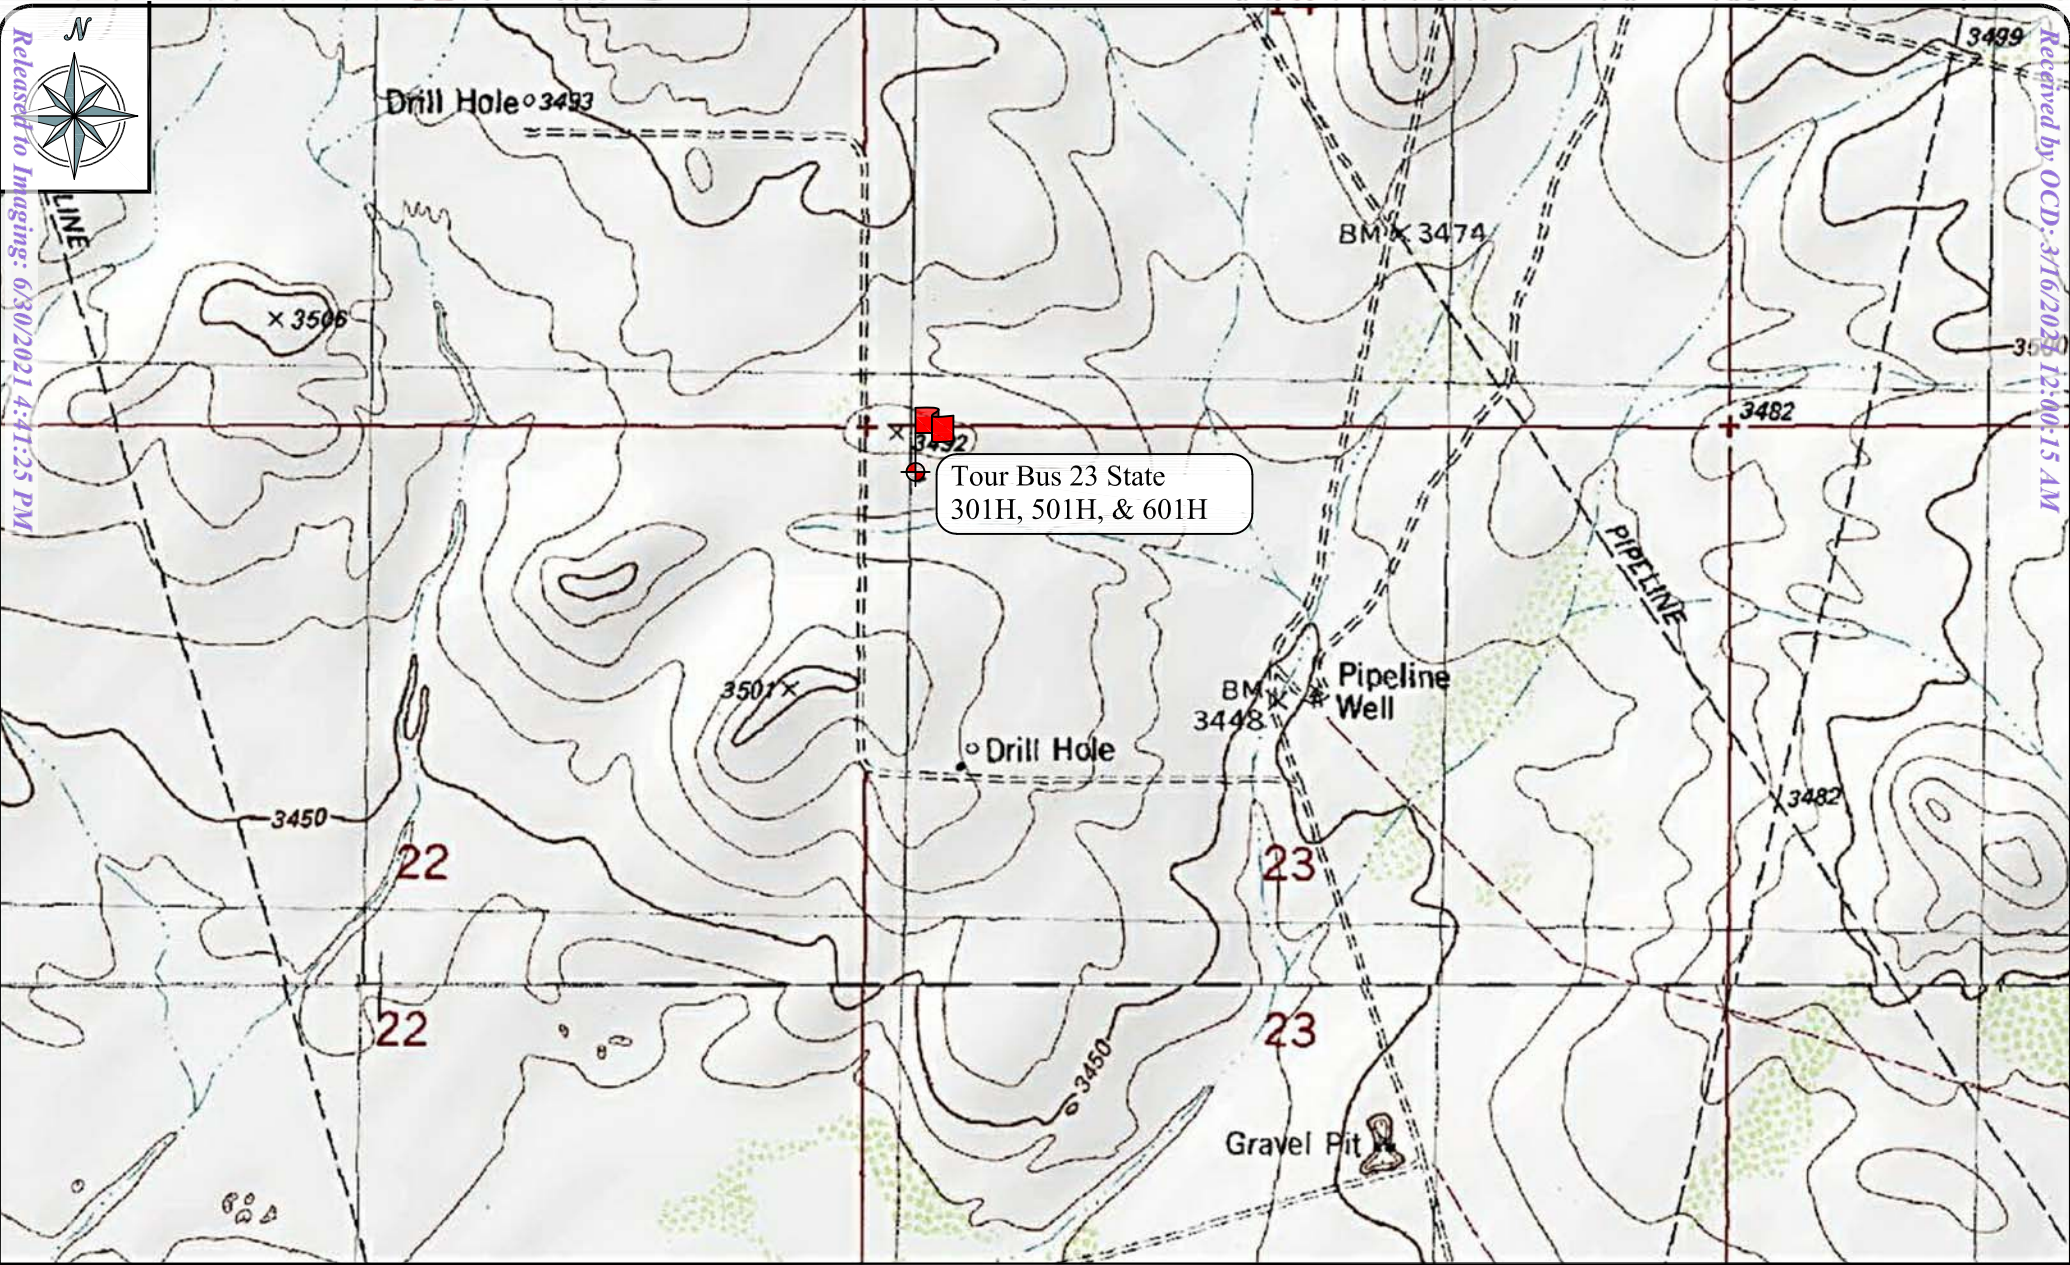 N
Released to Imaging: 6/30/2021 4:41:25 PM
Received by OCD: 3/16/2021 12:00:15 AM
3499
Drill Hole 3493
LINE
BM 3474
3506
3482
3492
Tour Bus 23 State
301H, 501H, & 601H
PIPELINE
3501
BM
3448
Pipeline
Well
Drill Hole
3482
3450
22
23
22
23
3450
Gravel Pit